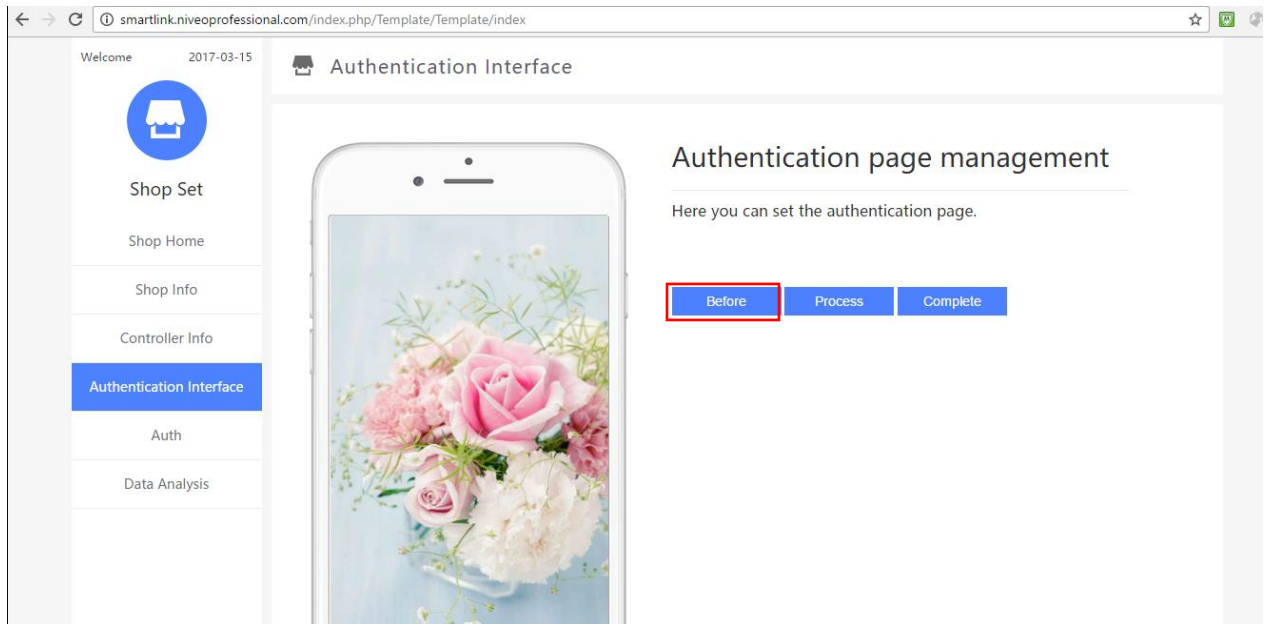 smartlink.niveoprofessional.com/index.php/Template/Template/index
Welcome 2017-03-15
Authentication Interface
Shop Set
Shop Home
Shop Info
Controller Info
Authentication Interface
Auth
Data Analysis
Authentication page management
Here you can set the authentication page.
Before Process Complete